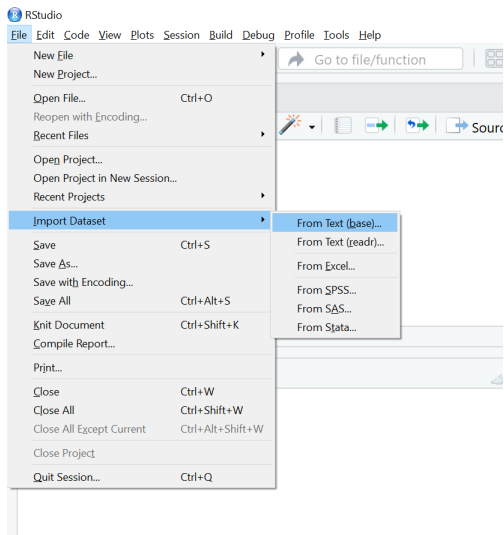 RStudio
File Edit Code View Plots Session Build Debug Profile Tools Help
New File
New Project...
Open File... Ctrl+O
Reopen with Encoding...
Recent Files
Open Project...
Open Project in New Session...
Recent Projects
Import Dataset
Save Ctrl+S
Save As...
Save with Encoding...
Save All Ctrl+Alt+S
Knit Document Ctrl+Shift+K
Compile Report...
Print...
Close Ctrl+W
Close All Ctrl+Shift+W
Close All Except Current Ctrl+Alt+Shift+W
Close Project
Quit Session... Ctrl+Q
From Text (base)...
From Text (readr)...
From Excel...
From SPSS...
From SAS...
From Stata...
Go to file/function
Sourc